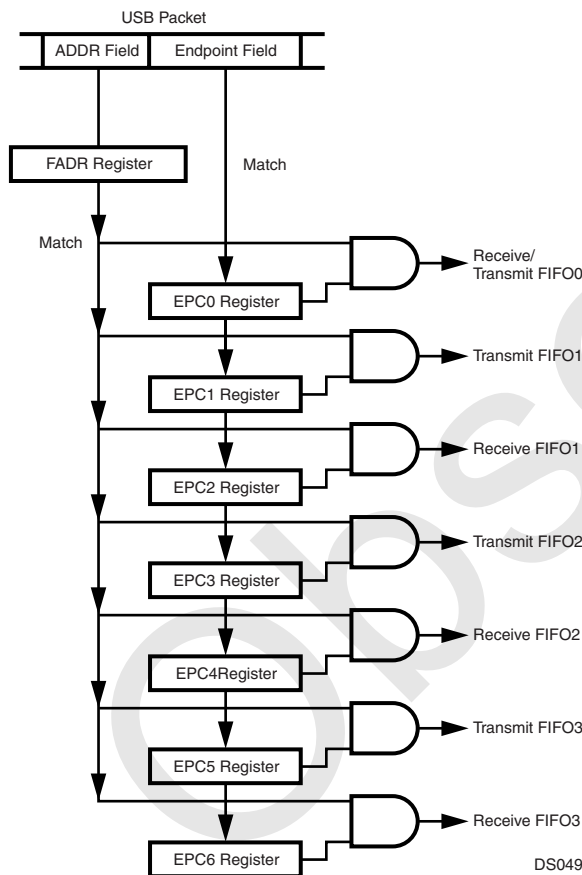 USB Packet
ADDR Field
Endpoint Field
FADR Register
Match
Match
Receive/
Transmit FIFO0
EPC0 Register
Transmit FIFO1
EPC1 Register
Receive FIFO1
EPC2 Register
Transmit FIFO2
EPC3 Register
Receive FIFO2
EPC4Register
Transmit FIFO3
EPC5 Register
Receive FIFO3
EPC6 Register
DS049